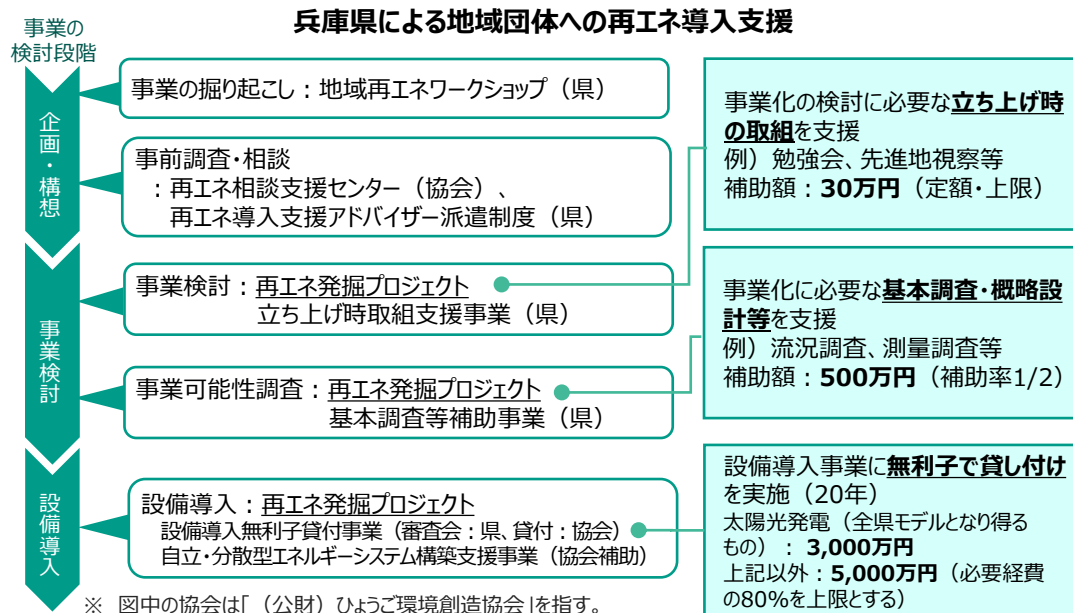 兵庫県による地域団体への再エネ導入支援
事業の
検討段階
企画・構想
事業の掘り起こし：地域再エネワークショップ（県）
事前調査・相談
：再エネ相談支援センター（協会）、
再エネ導入支援アドバイザー派遣制度（県）
事業検討
事業検討：再エネ発掘プロジェクト
立ち上げ時取組支援事業（県）
事業可能性調査：再エネ発掘プロジェクト
基本調査等補助事業（県）
設備導入
設備導入：再エネ発掘プロジェクト
設備導入無利子貸付事業（審査会：県、貸付：協会）
自立・分散型エネルギーシステム構築支援事業（協会補助）
事業化の検討に必要な立ち上げ時
の取組を支援
例）勉強会、先進地視察等
補助額：30万円（定額・上限）
事業化に必要な基本調査・概略設
計等を支援
例）流況調査、測量調査等
補助額：500万円（補助率1/2）
設備導入事業に無利子で貸し付け
を実施（20年）
太陽光発電（全県モデルとなり得る
もの）：3,000万円
上記以外：5,000万円（必要経費
の80%を上限とする）
※ 図中の協会は「（公財）ひょうご環境創造協会」を指す。